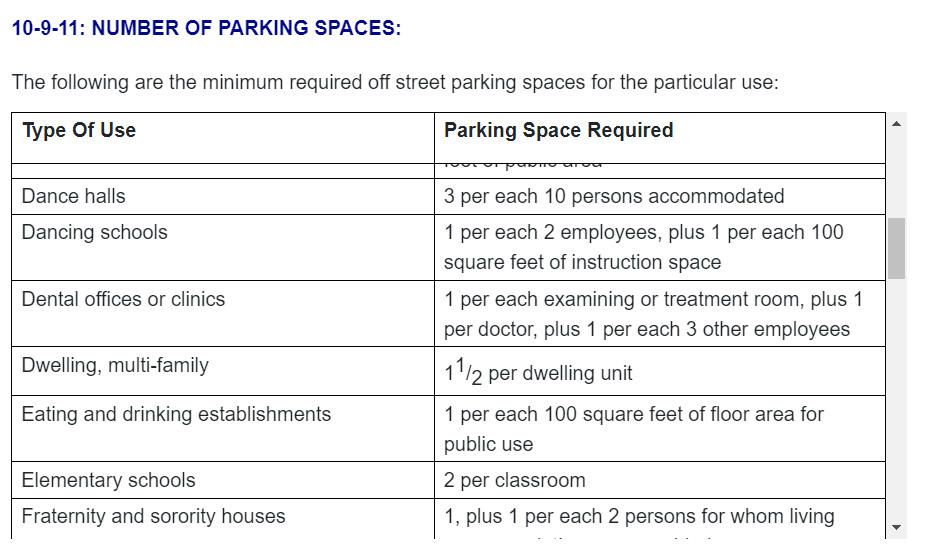 10-9-11: NUMBER OF PARKING SPACES:
The following are the minimum required off street parking spaces for the particular use:
Type Of Use
Parking Space Required
Dance halls
3 per each 10 persons accommodated
Dancing schools
1 per each 2 employees, plus 1 per each 100
square feet of instruction space
Dental offices or clinics
1 per each examining or treatment room, plus 1
per doctor, plus 1 per each 3 other employees
Dwelling, multi-family
1 1/2 per dwelling unit
Eating and drinking establishments
1 per each 100 square feet of floor area for
public use
Elementary schools
2 per classroom
Fraternity and sorority houses
1, plus 1 per each 2 persons for whom living